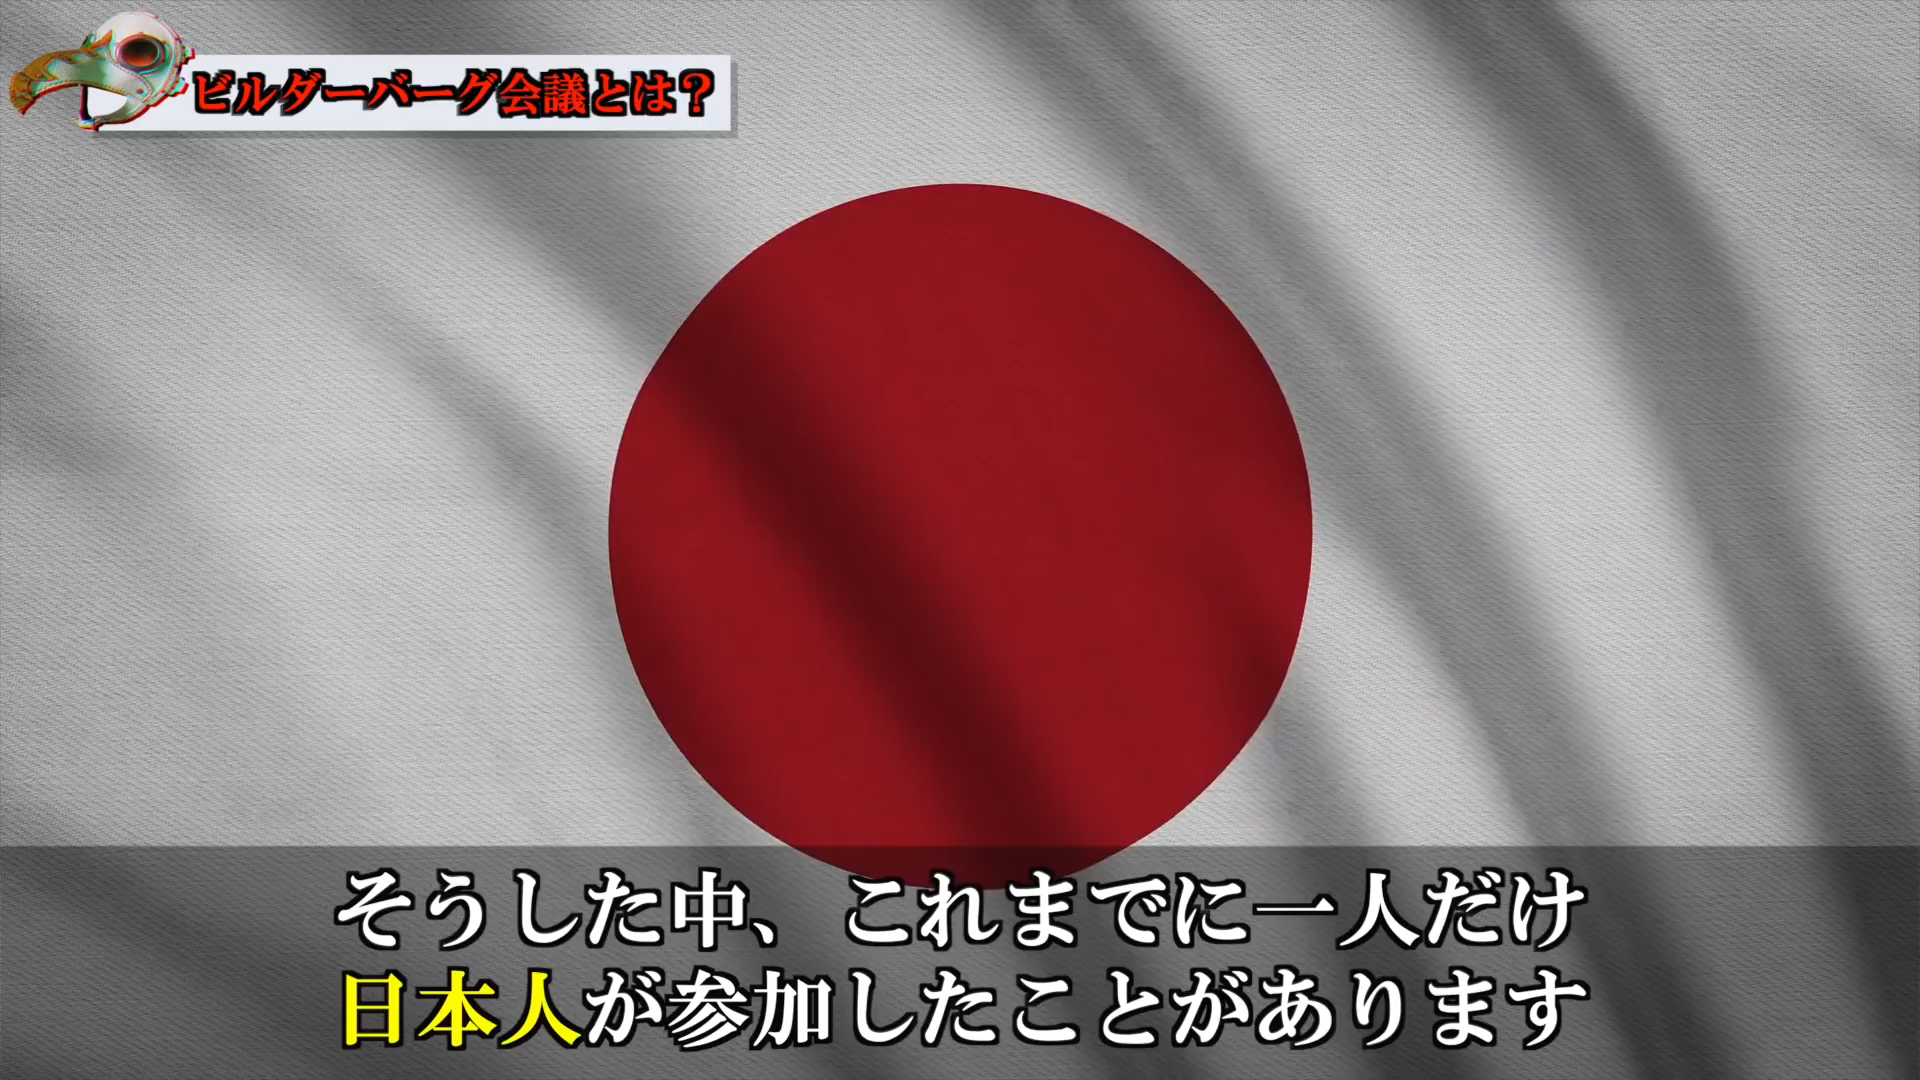 ビルダーバーグ会議とは?
そうした中、これまでに一人だけ
日本人が参加したことがあります